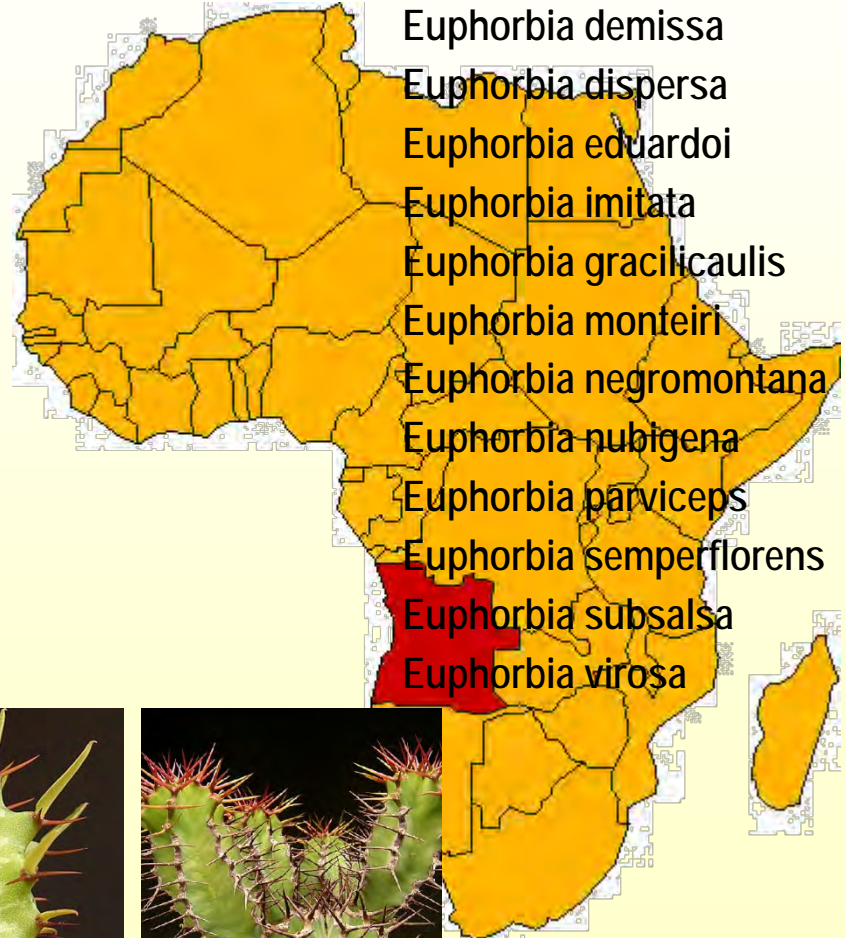 Euphorbia demissa
Euphorbia dispersa
Euphorbia eduardoi
Euphorbia imitata
Euphorbia gracilicaulis
Euphorbia monteiri
Euphorbia negromontana
Euphorbia nubigena
Euphorbia parviceps
Euphorbia semperflorens
Euphorbia subsalsa
Euphorbia virosa